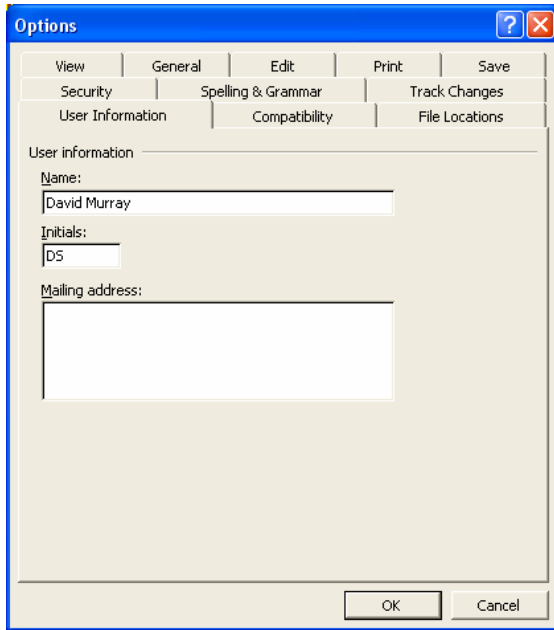 Options
View General Edit Print Save
Security Spelling & Grammar Track Changes
User Information Compatibility File Locations
User information
Name:
David Murray
Initials:
DS
Mailing address:
OK Cancel